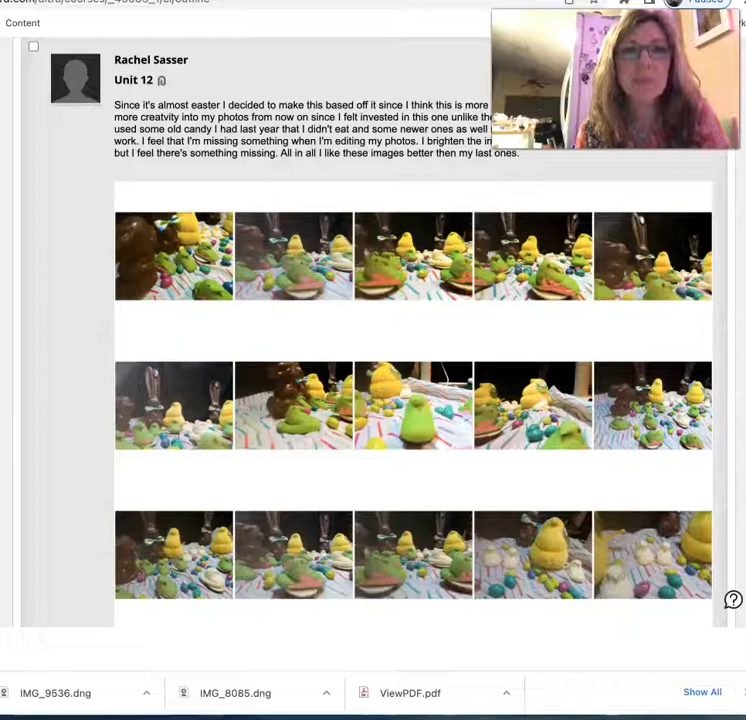 Content
Rachel Sasser
Unit 12
Since it's almost easter I decided to make this based off it since I think this is more
more creatvity into my photos from now on since I felt invested in this one unlike the
used some old candy I had last year that I didn't eat and some newer ones as well
work. I feel that I'm missing something when I'm editing my photos. I brighten the
but I feel there's something missing. All in all I like these images better then my last ones.
IMG_9536.dng
IMG_8085.dng
ViewPDF.pdf
Show All